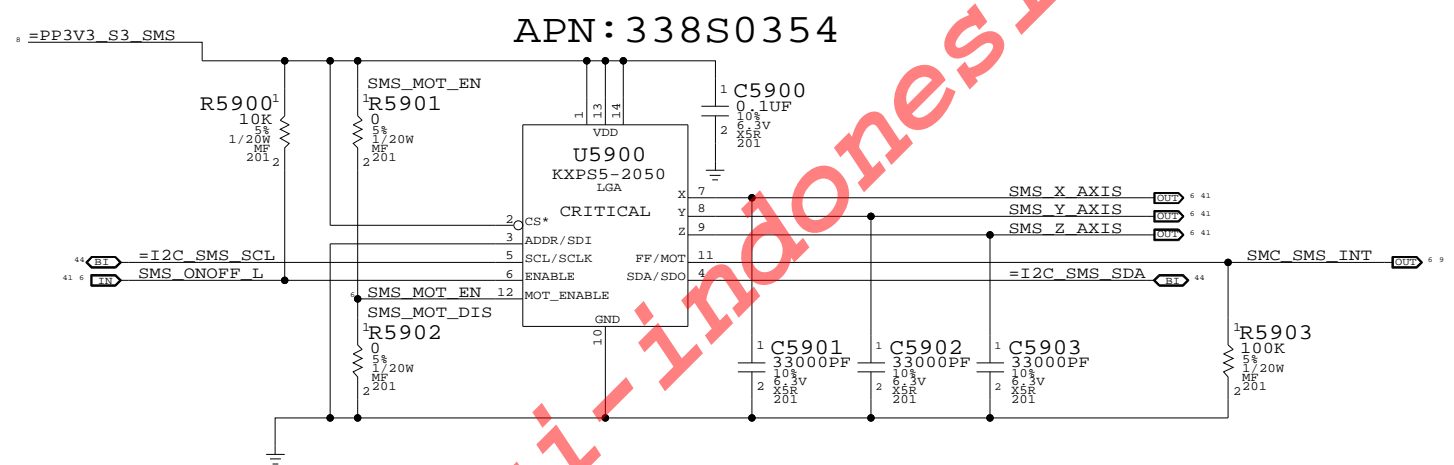 APN:338S0354
8 =PP3V3_S3_SMS
R5900
1
10K
5%
1/20W
MF
201
2
SMS_MOT_EN
1
R5901
0
5%
1/20W
MF
2 201
1
13
14
VDD
U5900
KXPS5-2050
LGA
CRITICAL
1 C5900
0.1UF
10%
6.3V
2 X5R
201
2 CS*
3 ADDR/SDI
5 SCL/SCLK
6 ENABLE
12 MOT_ENABLE
X 7
Y 8
Z 9
FF/MOT 11
SDA/SDO 4
GND
10
44 BI =I2C_SMS_SCL
41 6 IN SMS_ONOFF_L
6 SMS_MOT_EN
SMS_MOT_DIS
1
R5902
0
5%
1/20W
MF
2 201
SMS_X_AXIS OUT 6 41
SMS_Y_AXIS OUT 6 41
SMS_Z_AXIS OUT 6 41
SMC_SMS_INT OUT 6 9
=I2C_SMS_SDA BI 44
1 C5901
33000PF
10%
2 6.3V
X5R
201
1 C5902
33000PF
10%
2 6.3V
X5R
201
1 C5903
33000PF
10%
2 6.3V
X5R
201
1
R5903
100K
5%
1/20W
MF
2 201
i-indones